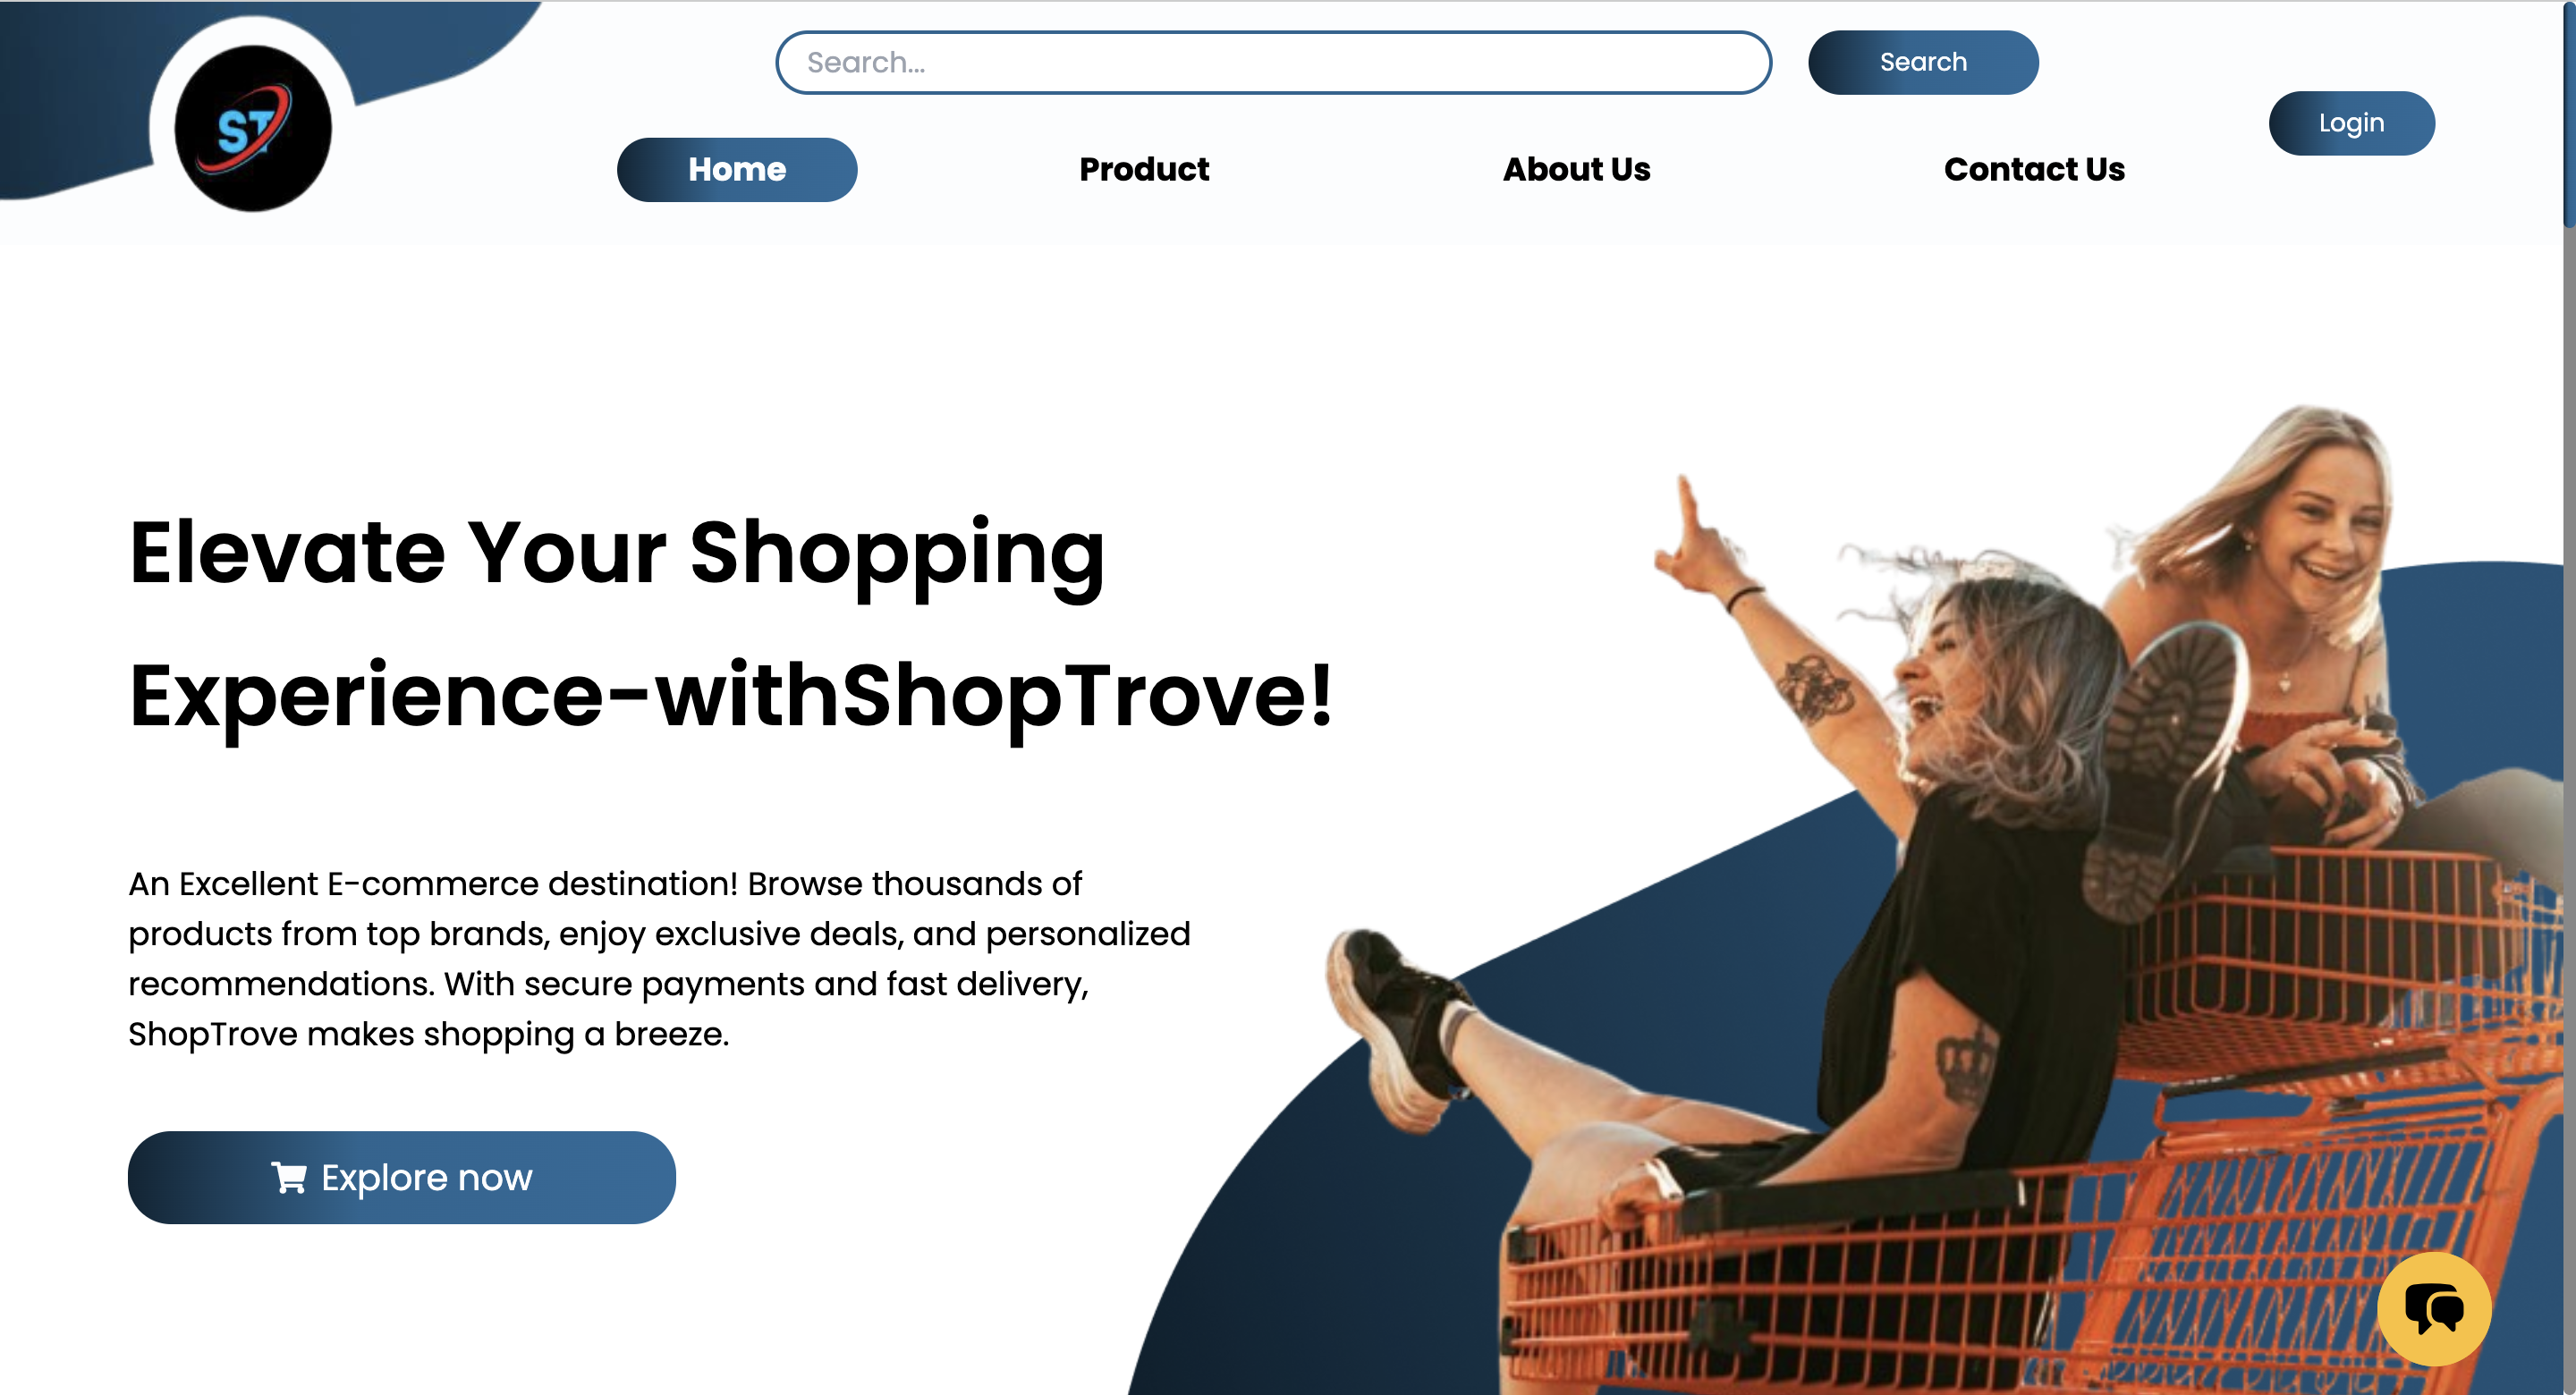 ST
Search...
Search
Login
Home
Product
About Us
Contact Us
Elevate Your Shopping
Experience-withShopTrove!
An Excellent E-commerce destination! Browse thousands of
products from top brands, enjoy exclusive deals, and personalized
recommendations. With secure payments and fast delivery,
ShopTrove makes shopping a breeze.
Explore now